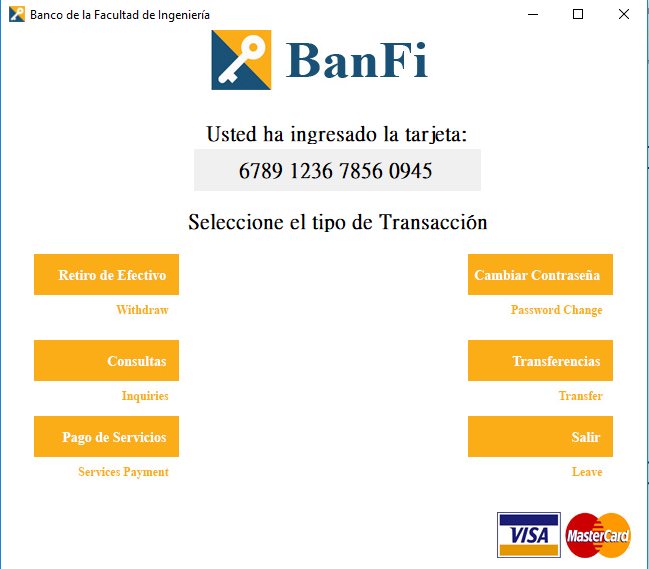 Banco de la Facultad de Ingeniería
BanFi
Usted ha ingresado la tarjeta:
6789 1236 7856 0945
Seleccione el tipo de Transacción
Retiro de Efectivo
Withdraw
Cambiar Contraseña
Password Change
Consultas
Inquiries
Transferencias
Transfer
Pago de Servicios
Services Payment
Salir
Leave
VISA
MasterCard